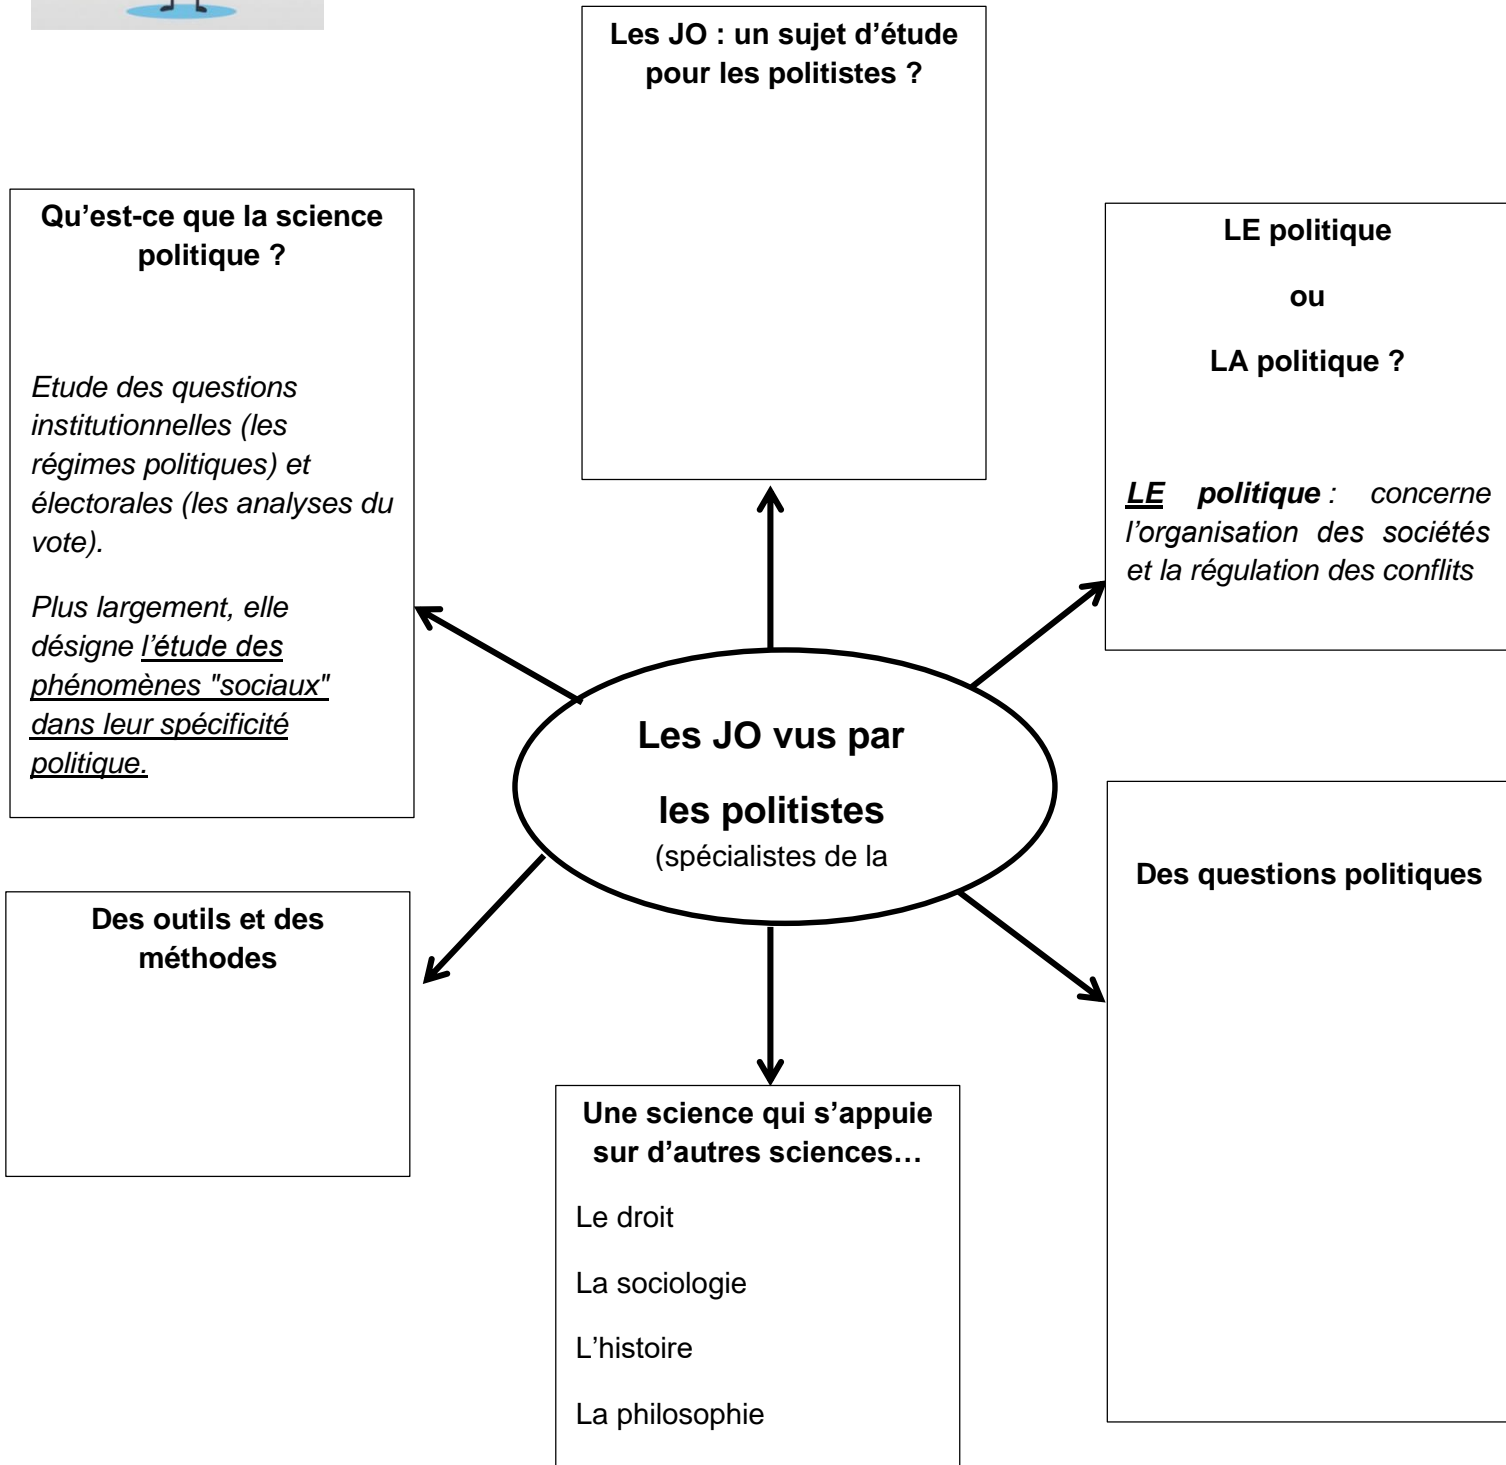 Les JO : un sujet d’étude
pour les politistes ?
Qu’est-ce que la science
politique ?
Etude des questions
institutionnelles (les
régimes politiques) et
électorales (les analyses du
vote).
Plus largement, elle
désigne l’étude des
phénomènes "sociaux"
dans leur spécificité
politique.
LE politique
ou
LA politique ?
LE politique : concerne
l’organisation des sociétés
et la régulation des conflits
Les JO vus par
les politistes
(spécialistes de la
Des questions politiques
Des outils et des
méthodes
Une science qui s’appuie
sur d’autres sciences…
Le droit
La sociologie
L’histoire
La philosophie